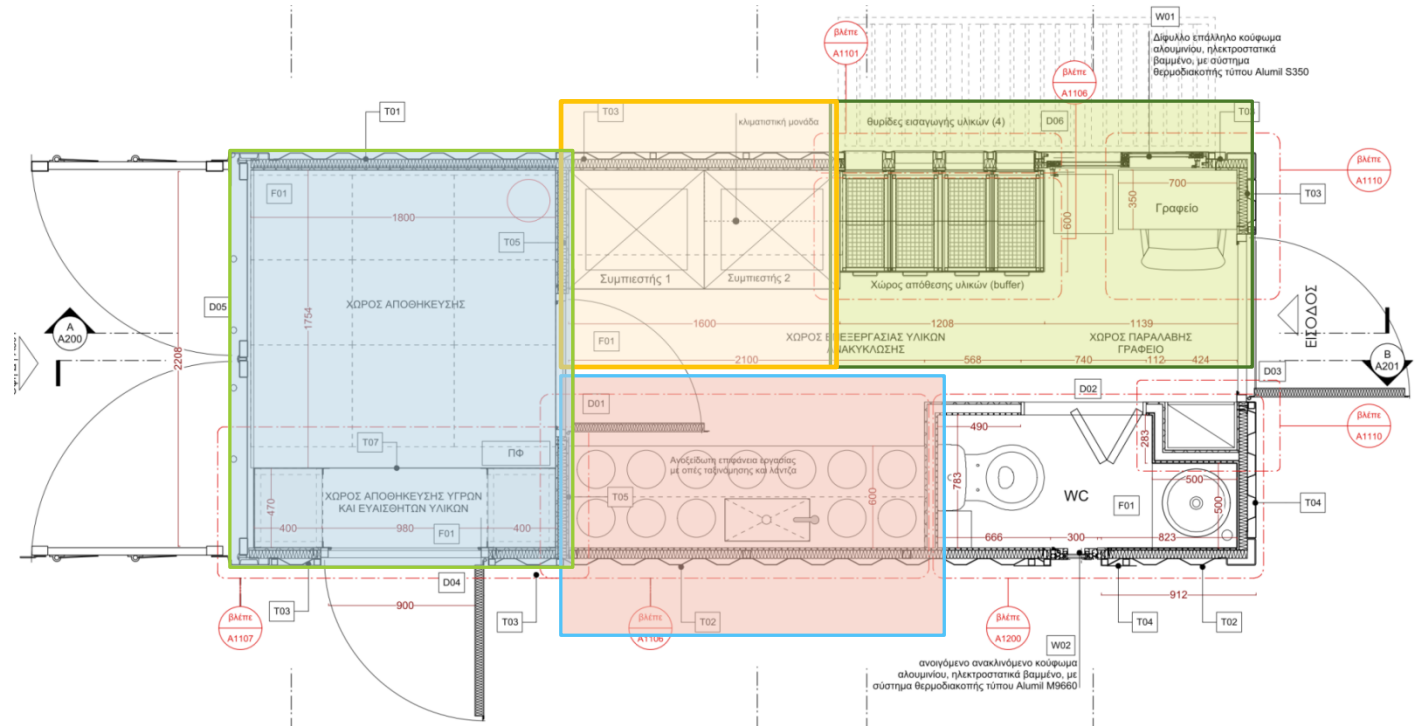 W01
Δίφυλλο επάλληλο κούφωμα
αλουμινίου, ηλεκτροστατικά
βαμμένο, με σύστημα
θερμοδιακοπής τύπου Alumil S350
βλέπε
A1101
βλέπε
A1106
T01
T03
κλιματιστική μονάδα
θυρίδες εισαγωγής υλικών (4)
D06
T03
βλέπε
A1110
F01
1800
T05
700
350
Γραφείο
T03
600
Συμπιεστής 1
Συμπιεστής 2
Χώρος απόθεσης υλικών (buffer)
ΧΩΡΟΣ ΑΠΟΘΗΚΕΥΣΗΣ
D05
1754
A
A200
2208
1600
1208
1139
ΕΙΣΟΔΟΣ
F01
ΧΩΡΟΣ ΕΠΕΞΕΡΓΑΣΙΑΣ ΥΛΙΚΩΝ
ΑΝΑΚΥΚΛΩΣΗΣ
ΧΩΡΟΣ ΠΑΡΑΛΑΒΗΣ
ΓΡΑΦΕΙΟ
2100
568
740
112
424
B
A201
D03
D02
D01
490
283
βλέπε
A1110
T07
ΠΦ
Ανοξείδωτη επιφάνεια εργασίας
με οπές ταξινόμησης και λάντζα
600
783
500
500
WC
F01
T05
T04
470
ΧΩΡΟΣ ΑΠΟΘΗΚΕΥΣΗΣ ΥΓΡΩΝ
ΚΑΙ ΕΥΑΙΣΘΗΤΩΝ ΥΛΙΚΩΝ
400
980
400
F01
666
300
823
D04
900
912
βλέπε
A1107
T03
T03
βλέπε
A1106
T02
βλέπε
A1200
T04
T02
W02
ανοιγόμενο ανακλινόμενο κούφωμα
αλουμινίου, ηλεκτροστατικά βαμμένο, με
σύστημα θερμοδιακοπής τύπου Alumil M9660